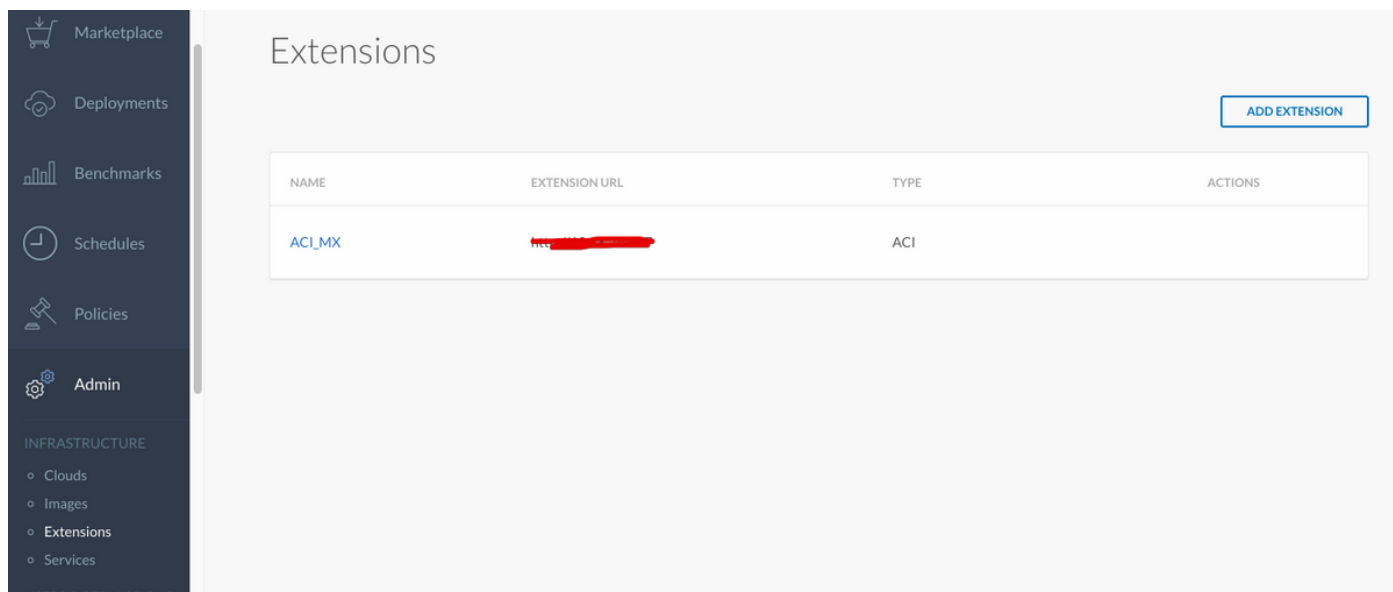 Marketplace
Deployments
Benchmarks
Schedules
Policies
Admin
INFRASTRUCTURE
Clouds
Images
Extensions
Services
Extensions
ADD EXTENSION
NAME EXTENSION URL TYPE ACTIONS
ACI_MX ACI